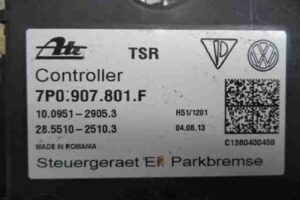 Ate TSR
Controller
7P0.907.801.F
10.0951-2905.3 H51/1201
28.5510-2510.3 04.08.13
MADE IN ROMANIA C1380400459
Steuergeraet El Parkbremse